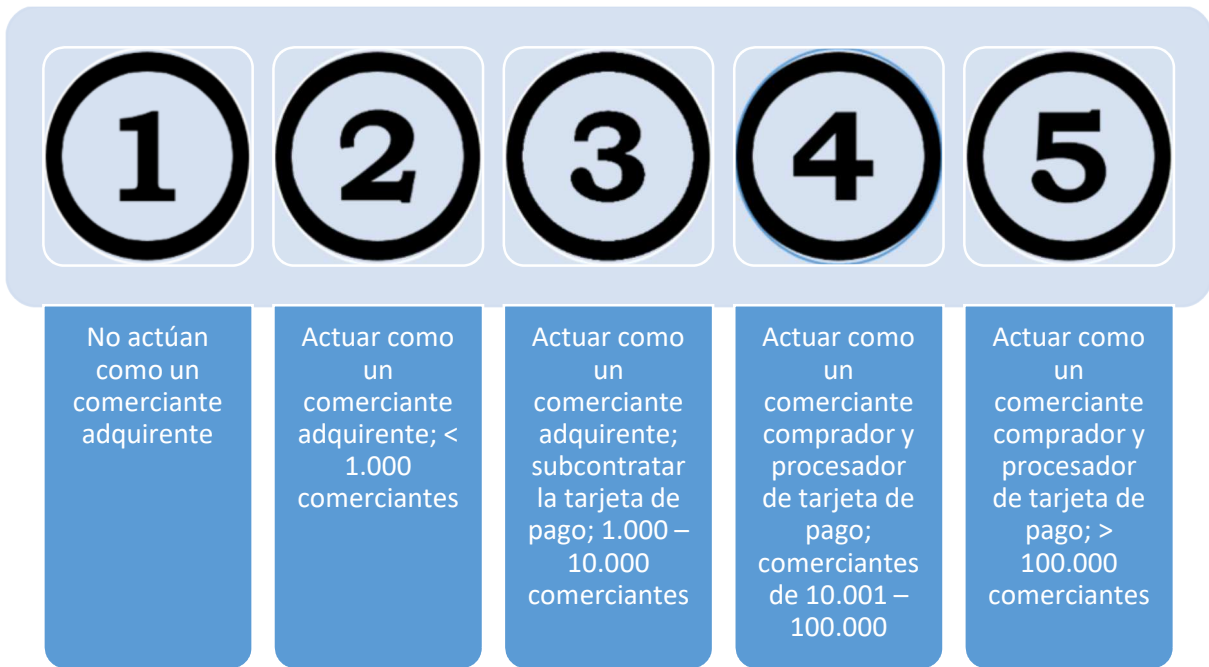 1
2
3
4
5
No actúan
como un
comerciante
adquirente
Actuar como
un
comerciante
adquirente; <
1.000
comerciantes
Actuar como
un
comerciante
adquirente;
subcontratar
la tarjeta de
pago; 1.000 –
10.000
comerciantes
Actuar como
un
comerciante
comprador y
procesador
de tarjeta de
pago;
comerciantes
de 10.001 –
100.000
Actuar como
un
comerciante
comprador y
procesador
de tarjeta de
pago; >
100.000
comerciantes